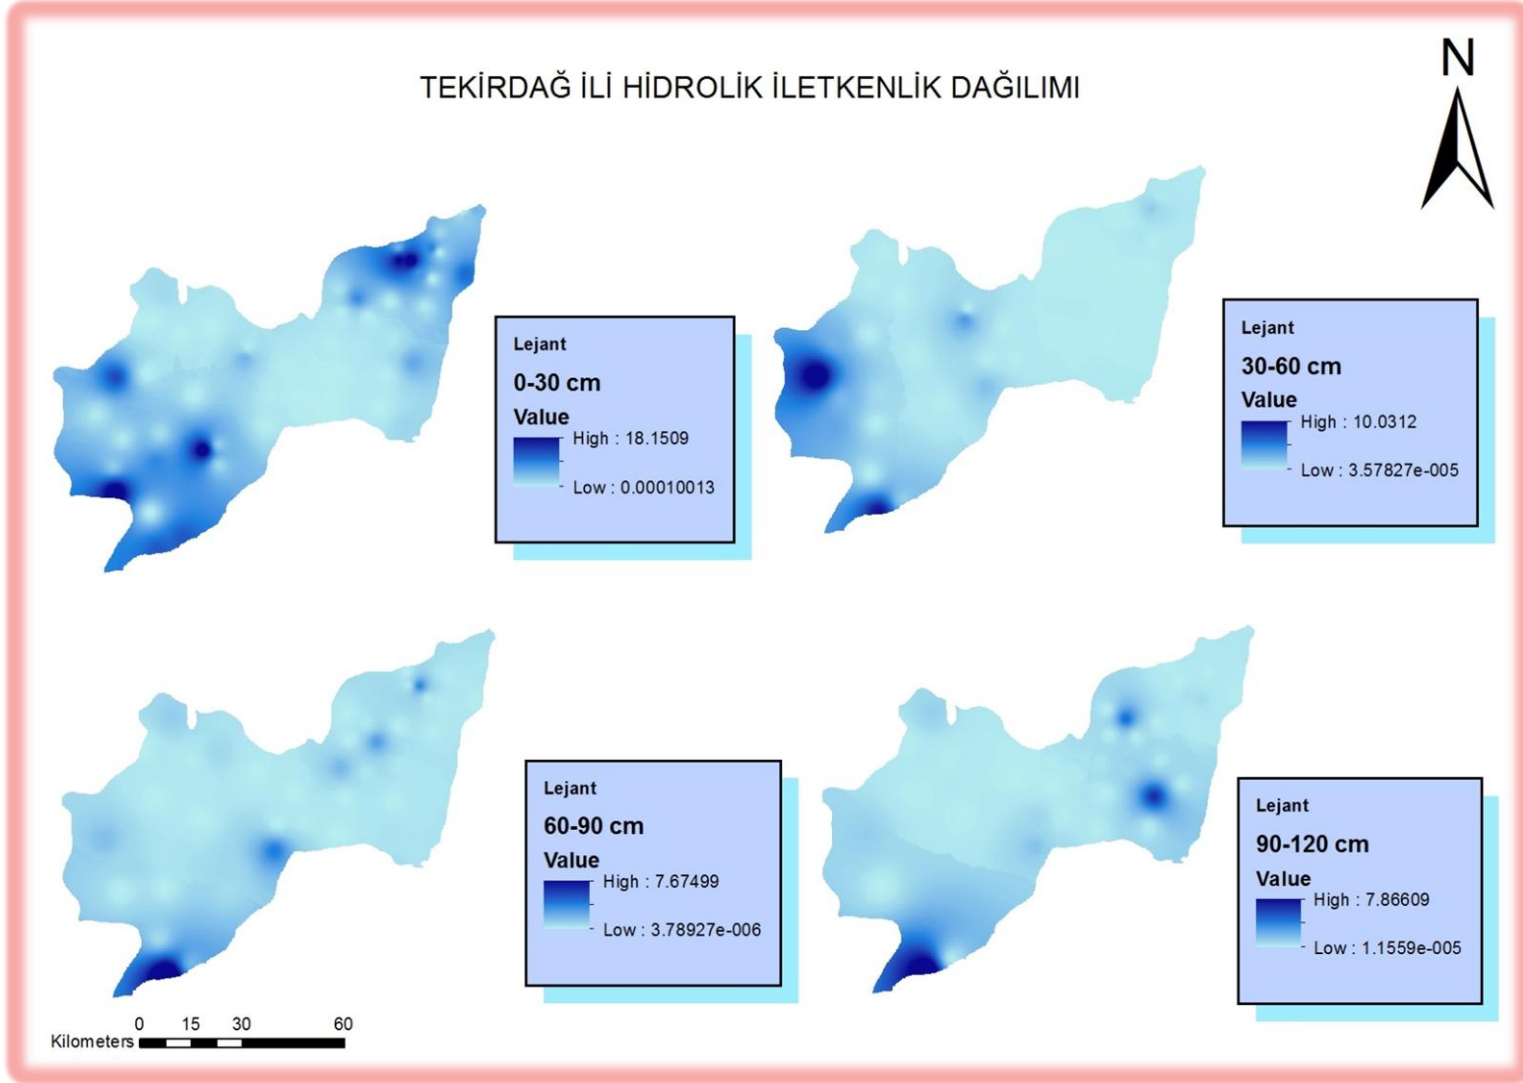 TEKİRDAĞ İLİ HİDROLİK İLETKENLİK DAĞILIMI
N
Lejant
0-30 cm
Value
High : 18.1509
Low : 0.00010013
Lejant
30-60 cm
Value
High : 10.0312
Low : 3.57827e-005
Lejant
60-90 cm
Value
High : 7.67499
Low : 3.78927e-006
Lejant
90-120 cm
Value
High : 7.86609
Low : 1.1559e-005
0 15 30 60
Kilometers